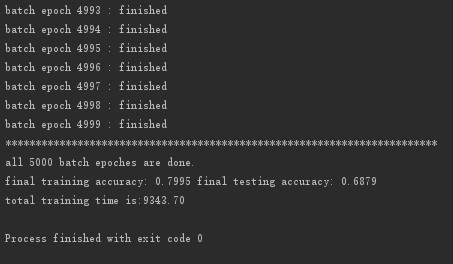 batch epoch 4993 : finished
batch epoch 4994 : finished
batch epoch 4995 : finished
batch epoch 4996 : finished
batch epoch 4997 : finished
batch epoch 4998 : finished
batch epoch 4999 : finished
************************************************************************
all 5000 batch epoches are done.
final training accuracy: 0.7995 final testing accuracy: 0.6879
total training time is:9343.70
Process finished with exit code 0